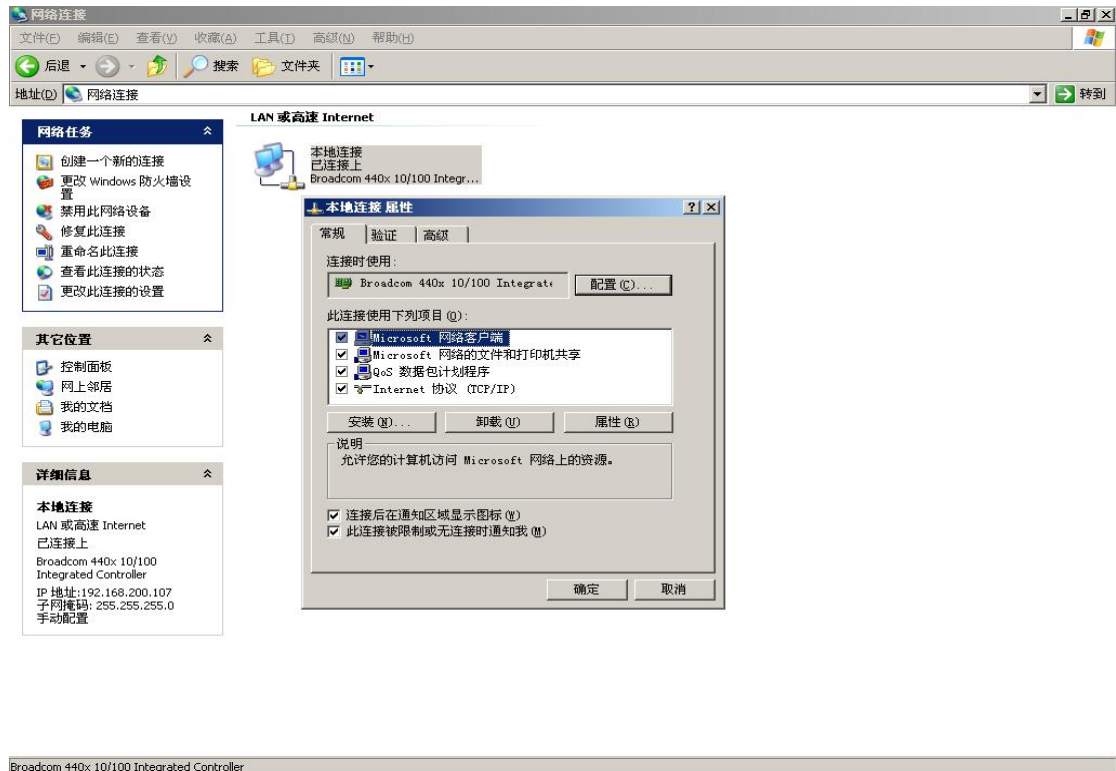 网络连接
文件(F) 编辑(E) 查看(V) 收藏(A) 工具(T) 高级(N) 帮助(H)
后退 搜索 文件夹
地址(D) 网络连接 转到
网络任务
创建一个新的连接
更改 Windows 防火墙设
置
禁用此网络设备
修复此连接
重命名此连接
查看此连接的状态
更改此连接的设置
其它位置
控制面板
网上邻居
我的文档
我的电脑
详细信息
本地连接
LAN 或高速 Internet
已连接上
Broadcom 440x 10/100
Integrated Controller
IP 地址:192.168.200.107
子网掩码: 255.255.255.0
手动配置
LAN 或高速 Internet
本地连接
已连接上
Broadcom 440x 10/100 Integr...
本地连接 属性
常规 验证 高级
连接时使用:
Broadcom 440x 10/100 Integrate 配置(C)...
此连接使用下列项目(O):
Microsoft 网络客户端
Microsoft 网络的文件和打印机共享
QoS 数据包计划程序
Internet 协议 (TCP/IP)
安装(N)... 卸载(U) 属性(R)
说明
允许您的计算机访问 Microsoft 网络上的资源。
连接后在通知区域显示图标(W)
此连接被限制或无连接时通知我(M)
确定 取消
Broadcom 440x 10/100 Integrated Controller